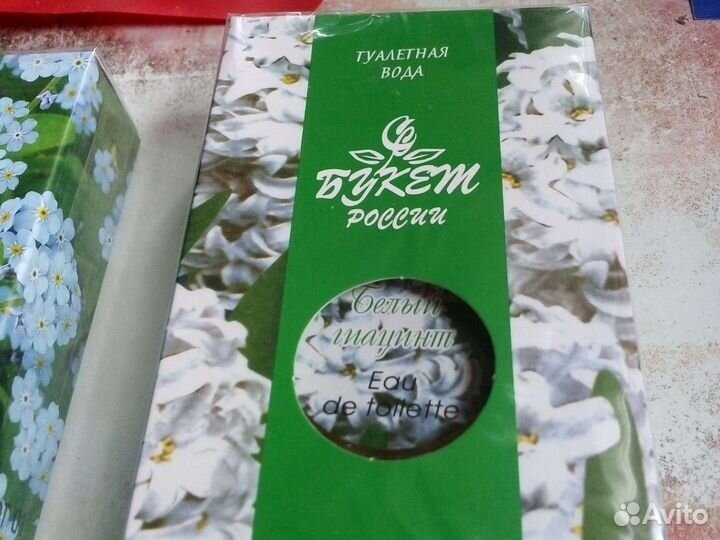 ТУАЛЕТНАЯ
ВОДА
БУКЕТ
РОССИИ
Белый
гиацинт
Eau
de toilette
Avito